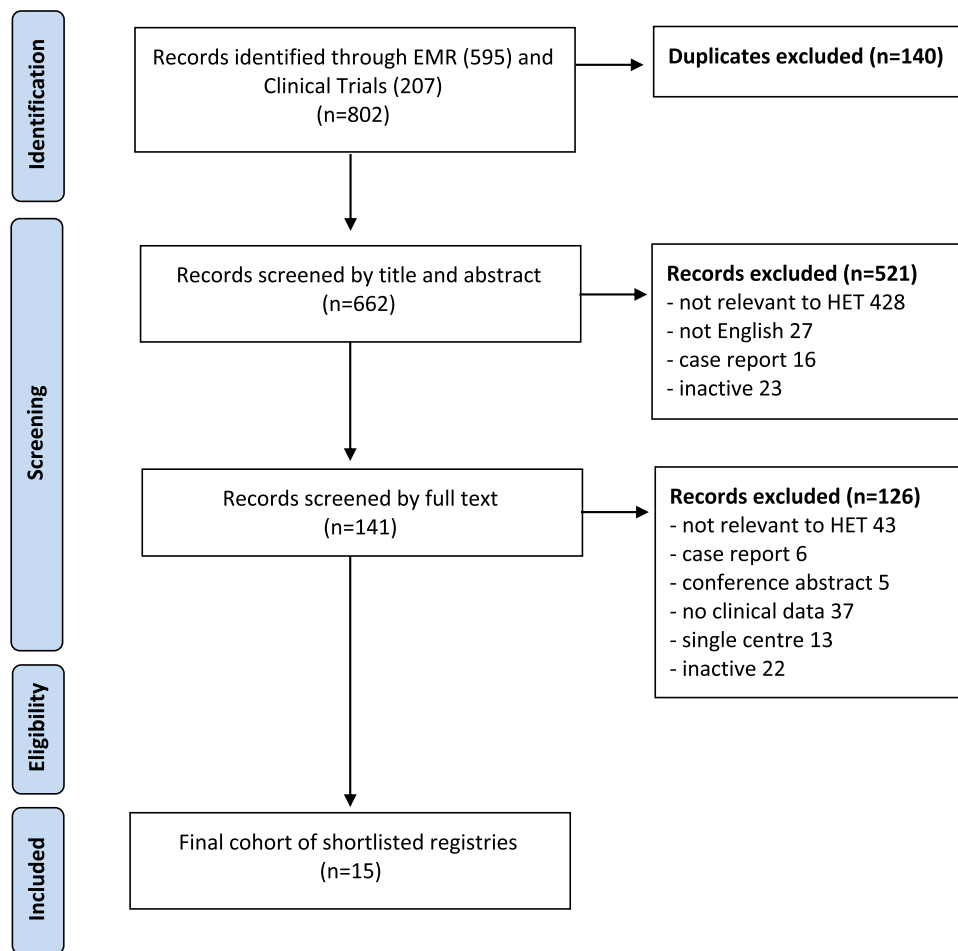 Identification
Records identified through EMR (595) and
Clinical Trials (207)
(n=802)
Duplicates excluded (n=140)
Screening
Records screened by title and abstract
(n=662)
Records excluded (n=521)
- not relevant to HET 428
- not English 27
- case report 16
- inactive 23
Records screened by full text
(n=141)
Records excluded (n=126)
- not relevant to HET 43
- case report 6
- conference abstract 5
- no clinical data 37
- single centre 13
- inactive 22
Eligibility
Included
Final cohort of shortlisted registries
(n=15)